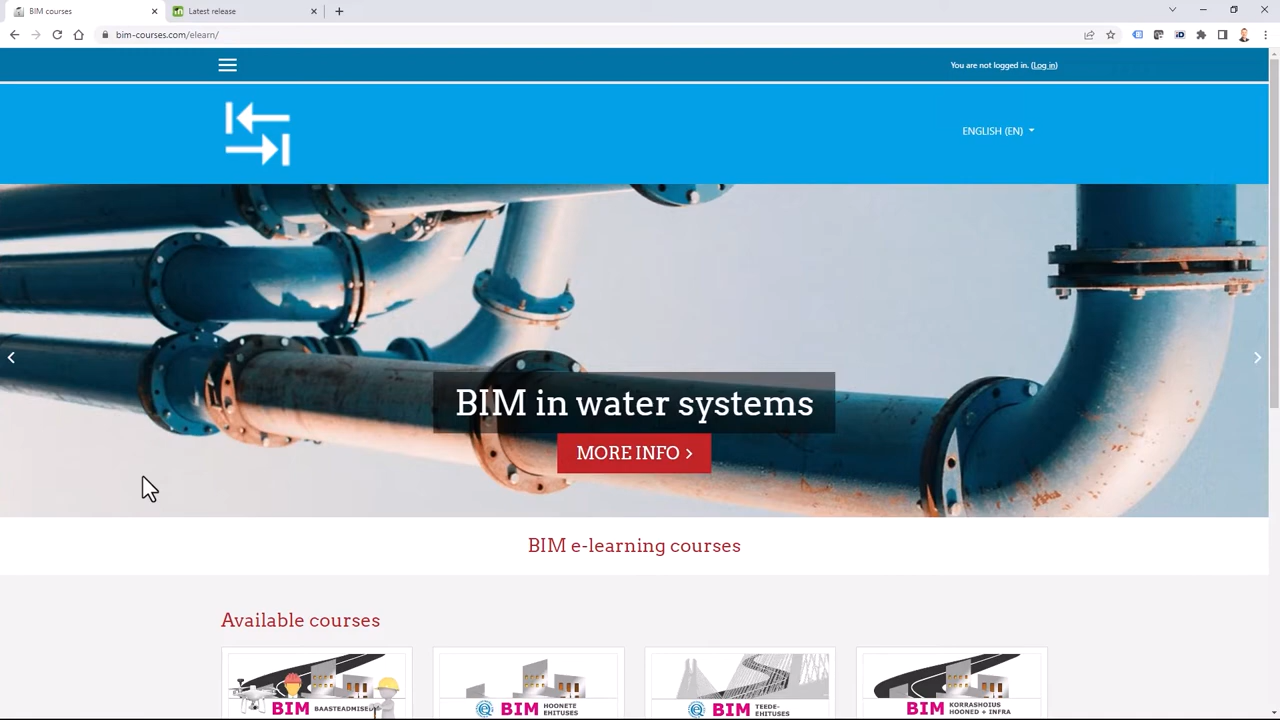 BIM courses
Latest release
bim-courses.com/elearn/
You are not logged in. (Log in)
ENGLISH (EN)
BIM in water systems
MORE INFO
BIM e-learning courses
Available courses
BIM BAASTEADMISED
BIM HOONETE EHITUSES
BIM TEEDE- EHITUSES
BIM KORRASHOIUS HOONED + INFRA